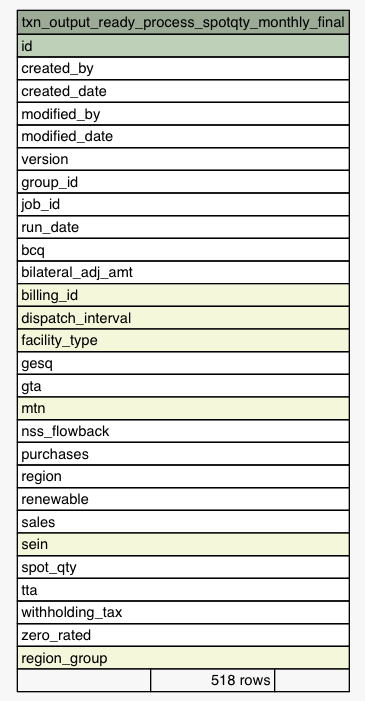 txn_output_ready_process_spotqty_monthly_final
id
created_by
created_date
modified_by
modified_date
version
group_id
job_id
run_date
bcq
bilateral_adj_amt
billing_id
dispatch_interval
facility_type
gesq
gta
mtn
nss_flowback
purchases
region
renewable
sales
sein
spot_qty
tta
withholding_tax
zero_rated
region_group
518 rows